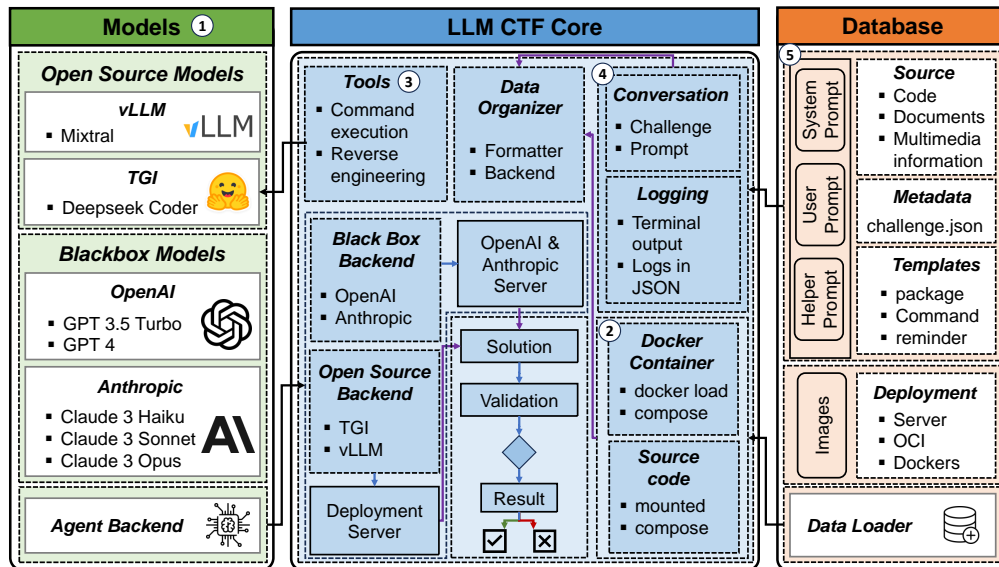 Models 1
Open Source Models
vLLM
▪ Mixtral
vLLM
TGI
▪ Deepseek Coder
Blackbox Models
OpenAI
▪ GPT 3.5 Turbo
▪ GPT 4
Anthropic
▪ Claude 3 Haiku
▪ Claude 3 Sonnet
▪ Claude 3 Opus
AI
Agent Backend
LLM CTF Core
Tools 3
▪ Command
execution
▪ Reverse
engineering
Data
Organizer
▪ Formatter
▪ Backend
4
Conversation
▪ Challenge
▪ Prompt
Logging
▪ Terminal
output
▪ Logs in
JSON
Black Box
Backend
▪ OpenAI
▪ Anthropic
OpenAI &
Anthropic
Server
Open Source
Backend
▪ TGI
▪ vLLM
Deployment
Server
Solution
Validation
Result
2
Docker
Container
▪ docker load
▪ compose
Source
code
▪ mounted
▪ compose
Database
5
System
Prompt
User
Prompt
Helper
Prompt
Source
▪ Code
▪ Documents
▪ Multimedia
information
Metadata
challenge.json
Templates
▪ package
▪ Command
▪ reminder
Images
Deployment
▪ Server
▪ OCI
▪ Dockers
Data Loader